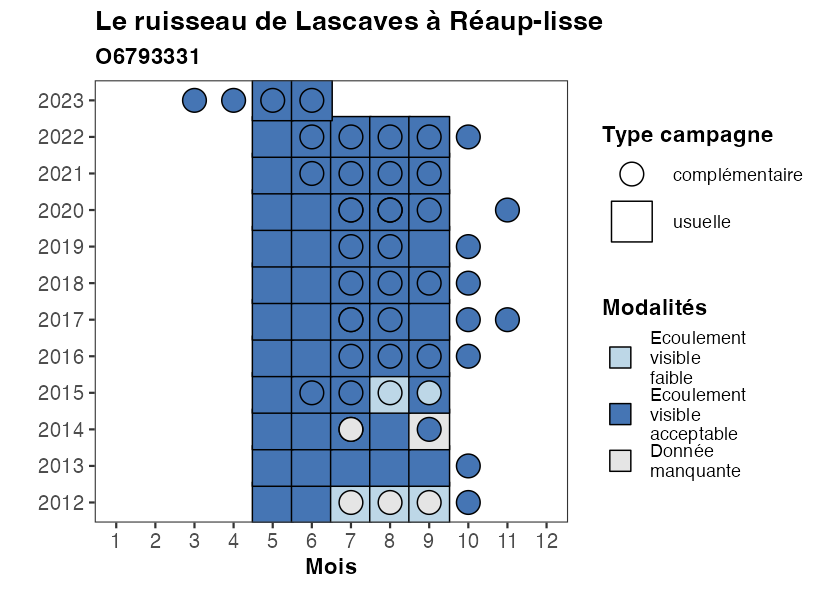 Le ruisseau de Lascaves à Réaup-lisse
O6793331
2023
2022
2021
2020
2019
2018
2017
2016
2015
2014
2013
2012
1 2 3 4 5 6 7 8 9 10 11 12
Mois
Type campagne
complémentaire
usuelle
Modalités
Ecoulement
visible
faible
Ecoulement
visible
acceptable
Donnée
manquante